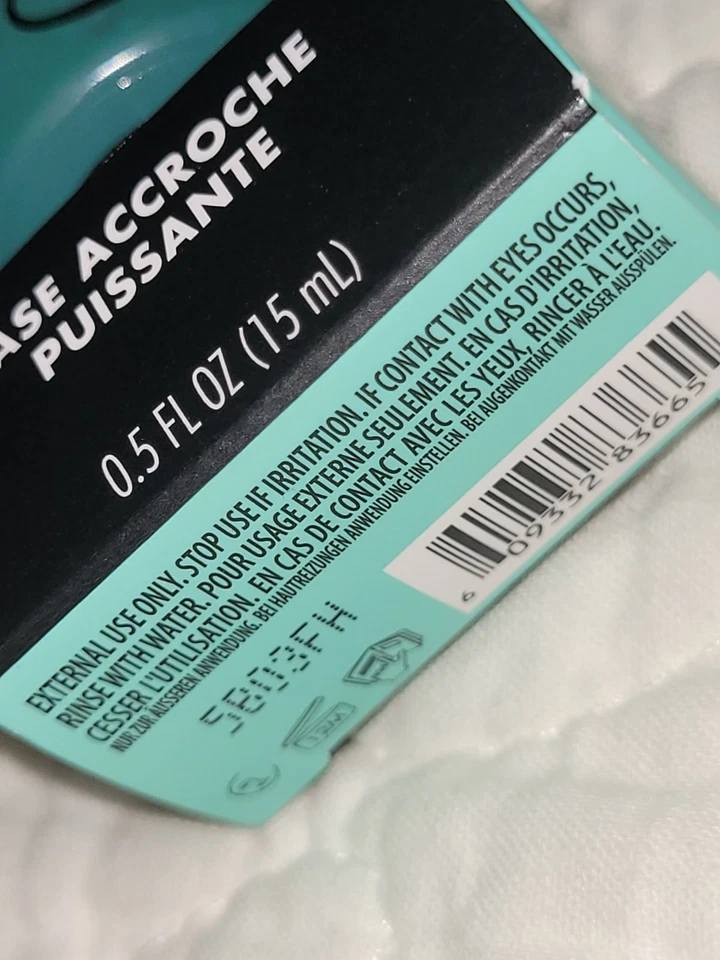 ASE ACCROCHE
PUISSANTE
0.5 FL OZ (15 mL)
EXTERNAL USE ONLY. STOP USE IF IRRITATION. IF CONTACT WITH EYES OCCURS,
RINSE WITH WATER. POUR USAGE EXTERNE SEULEMENT. EN CAS D'IRRITATION,
CESSER L'UTILISATION. EN CAS DE CONTACT AVEC LES YEUX, RINCER À L'EAU.
NUR ZUR ÄUSSEREN ANWENDUNG. BEI HAUTREIZUNGEN ANWENDUNG EINSTELLEN. BEI AUGENKONTAKT MIT WASSER AUSSPÜLEN.
6 09332 83665